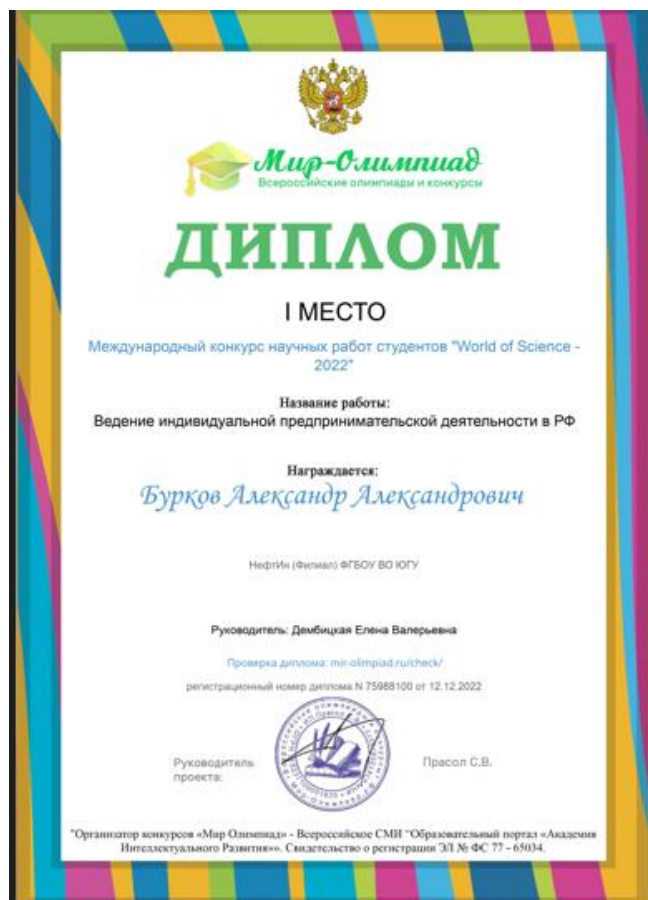 Мир-Олимпиад
Всероссийские олимпиады и конкурсы
ДИПЛОМ
I МЕСТО
Международный конкурс научных работ студентов "World of Science -
2022"
Название работы:
Ведение индивидуальной предпринимательской деятельности в РФ
Награждается:
Бурков Александр Александрович
НефтИн (Филиал) ФГБОУ ВО ЮГУ
Руководитель: Дембицкая Елена Валерьевна
Проверка диплома: mir-olimpiad.ru/check/
регистрационный номер диплома N 75988100 от 12.12.2022
Руководитель
проекта:
Прасол С.В.
"Организатор конкурсов «Мир Олимпиад» - Всероссийское СМИ "Образовательный портал «Академия
Интеллектуального Развития»». Свидетельство о регистрации ЭЛ № ФС 77 - 65034.